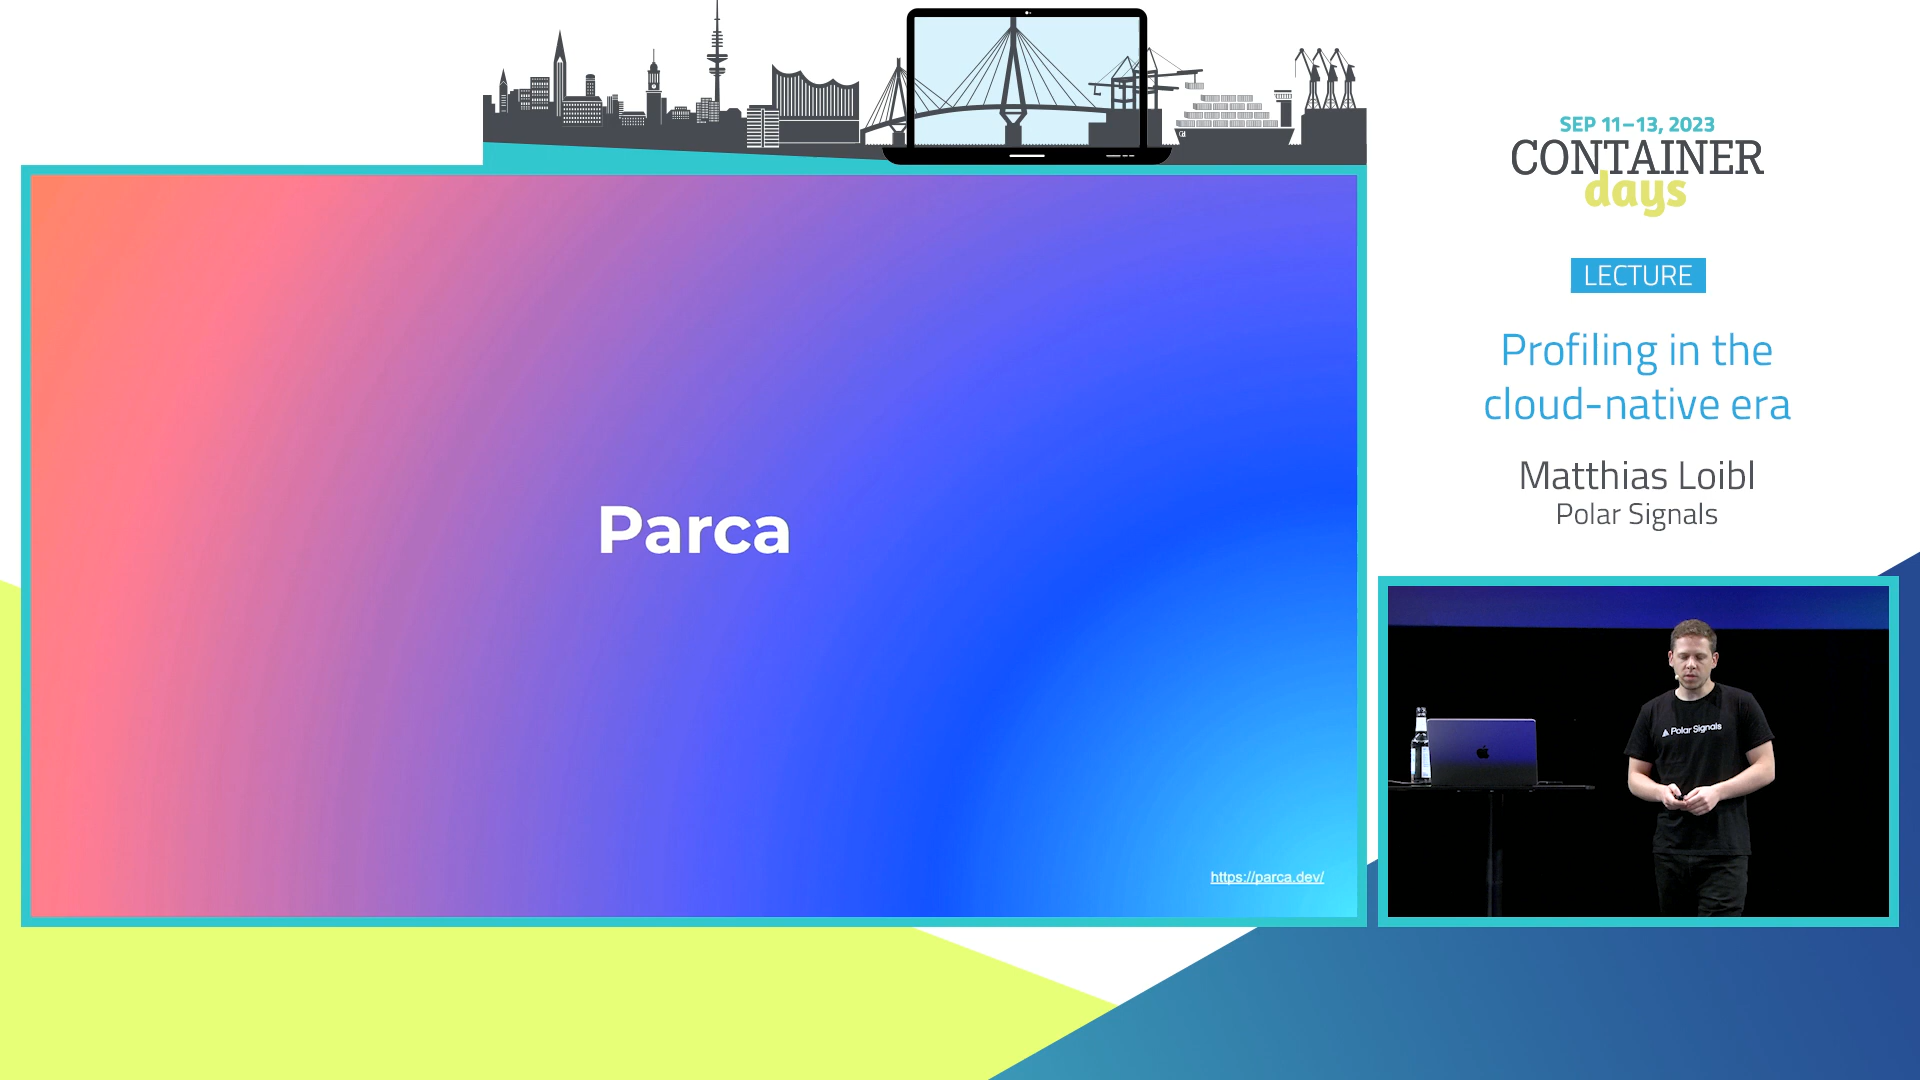 SEP 11–13, 2023
CONTAINER
days
LECTURE
Profiling in the
cloud-native era
Matthias Loibl
Polar Signals
Parca
https://parca.dev/
Polar Signals